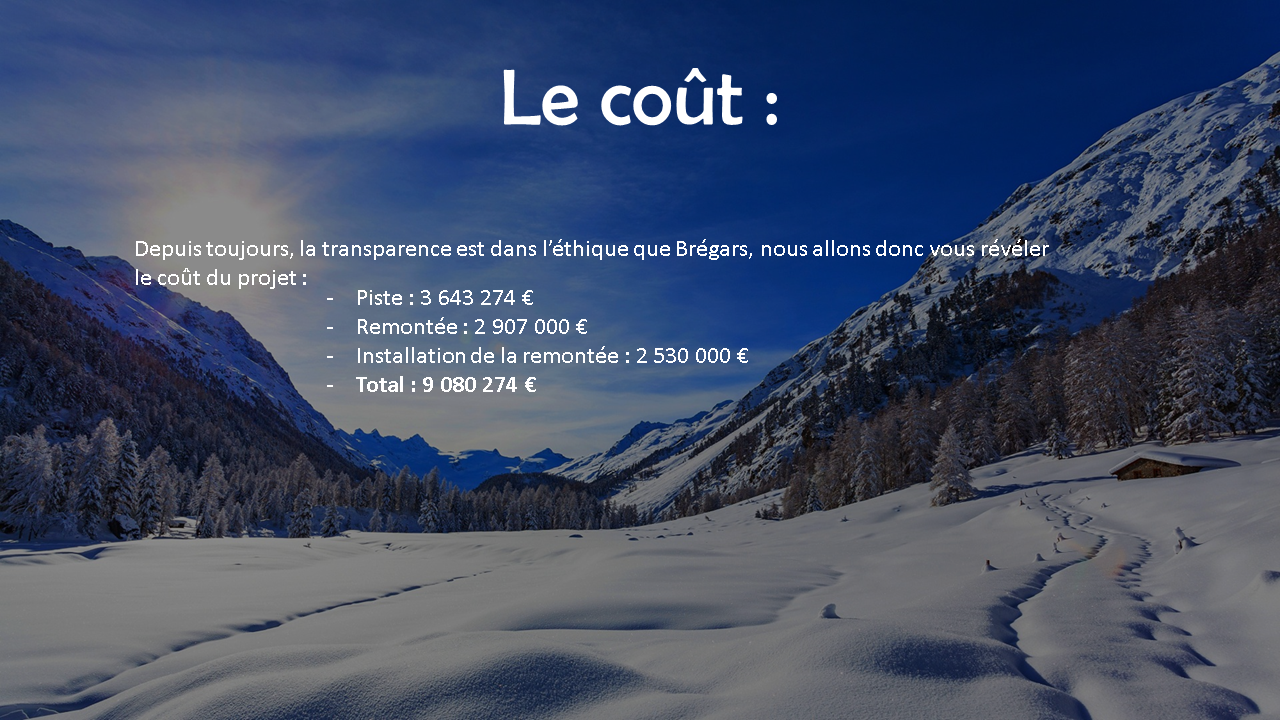 Le coût :
Depuis toujours, la transparence est dans l’éthique que Brégars, nous allons donc vous révéler
le coût du projet :
- Piste : 3 643 274 €
- Remontée : 2 907 000 €
- Installation de la remontée : 2 530 000 €
- Total : 9 080 274 €